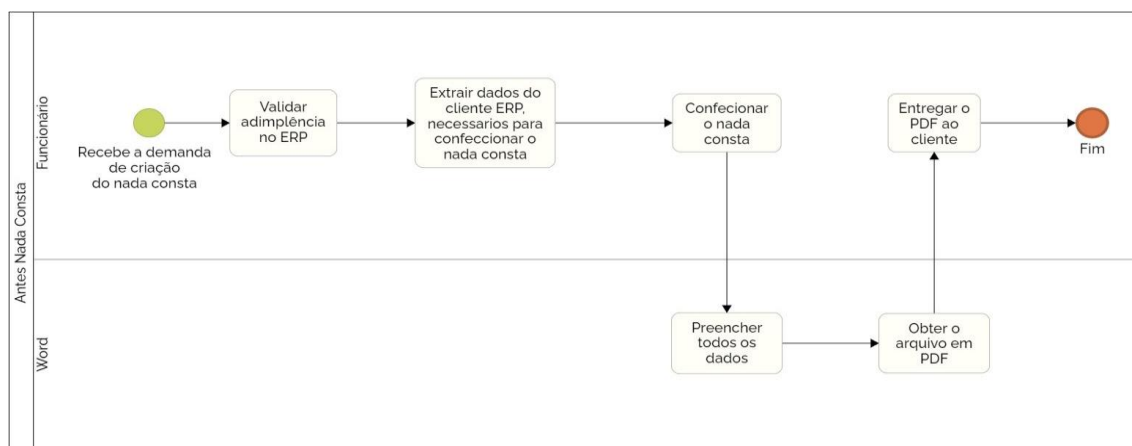 Antes Nada Consta
Funcionário
Recebe a demanda
de criação
do nada consta
Validar
adimplência
no ERP
Extrair dados do
cliente ERP,
necessarios para
confeccionar o
nada consta
Confecionar
o nada
consta
Entregar o
PDF ao
cliente
Fim
Word
Preencher
todos os
dados
Obter o
arquivo em
PDF